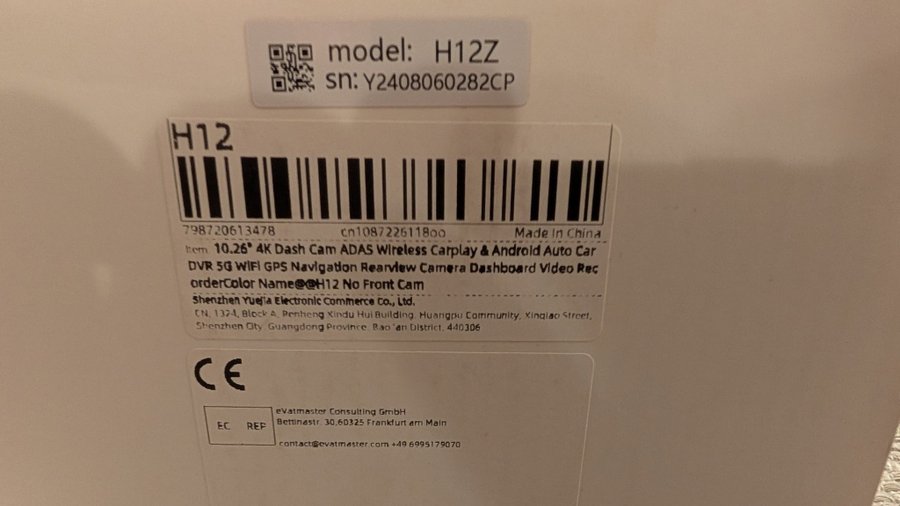 model: H12Z
sn: Y2408060282CP
H12
798720613478 cn1087226118oo Made in China
Item 10.26" 4K Dash Cam ADAS Wireless Carplay & Android Auto Car
DVR 5G WiFi GPS Navigation Rearview Camera Dashboard Video Rec
orderColor Name@@H12 No Front Cam
Shenzhen Yuejia Electronic Commerce Co., Ltd.
CN, 1324, Block A, Penheng Xindu Hui Building, Huangpu Community, Xinqiao Street,
Shenzhen City, Guangdong Province, Bao'an District, 440306
CE
EC REP
eVatmaster Consulting GmbH
Bettinastr. 30,60325 Frankfurt am Main
contact@evatmaster.com +49 6995179070